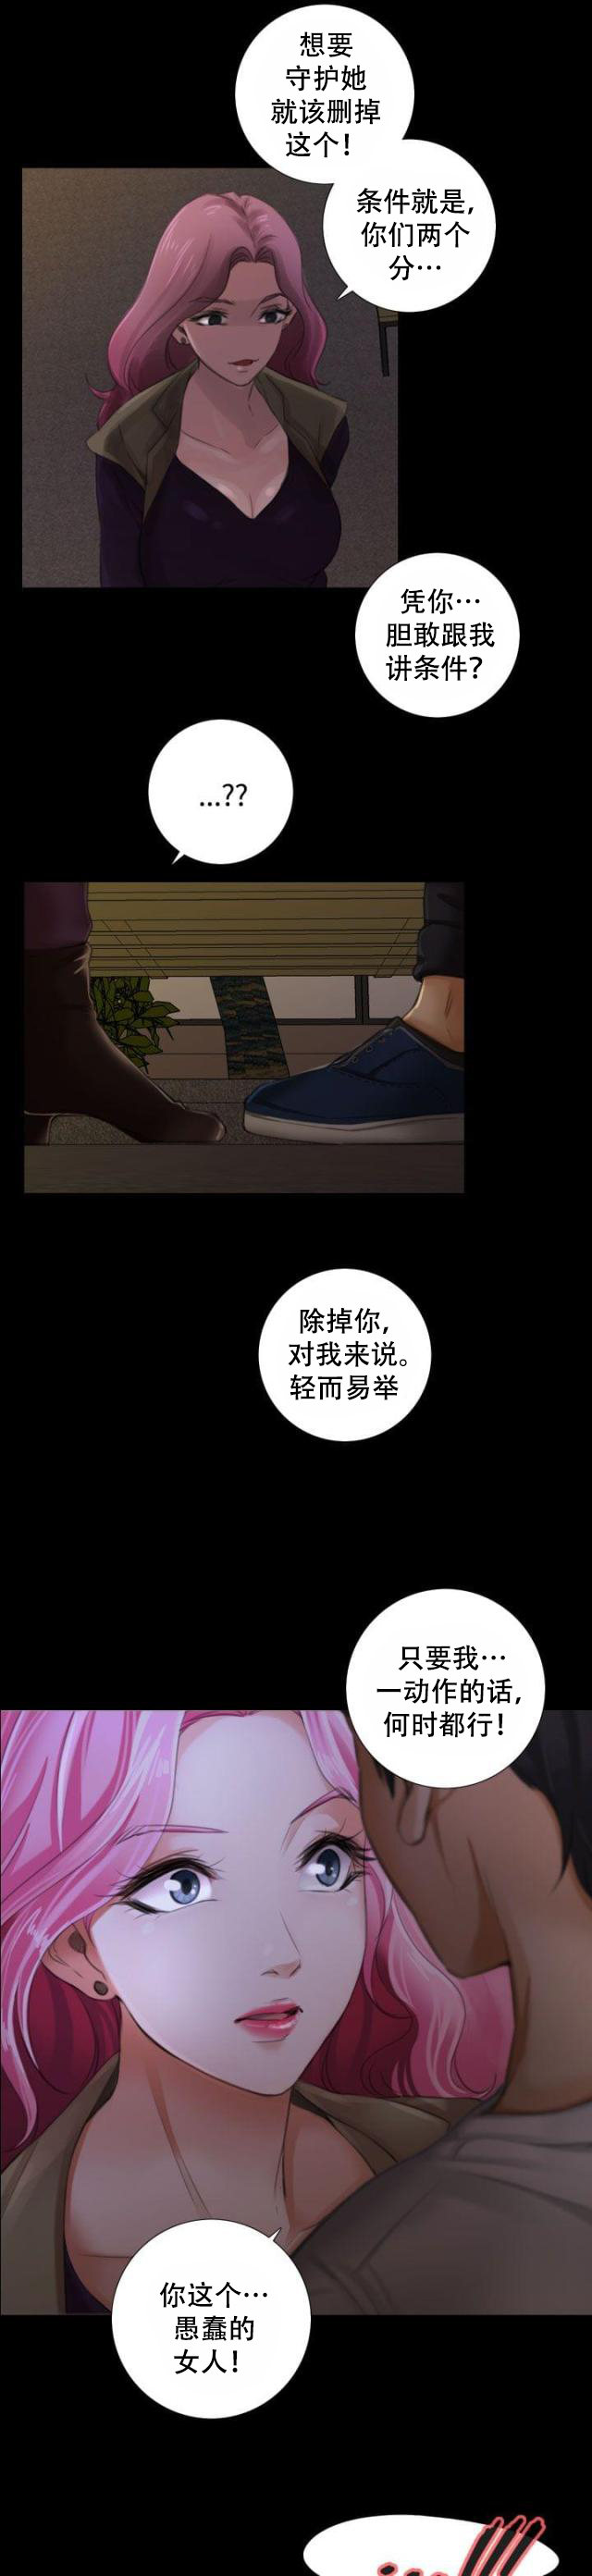 想要
守护她
就该删掉
这个！
条件就是，
你们两个
分…
凭你…
胆敢跟我
讲条件？
...??
除掉你，
对我来说。
轻而易举
只要我…
一动作的话，
何时都行！
你这个…
愚蠢的
女人！